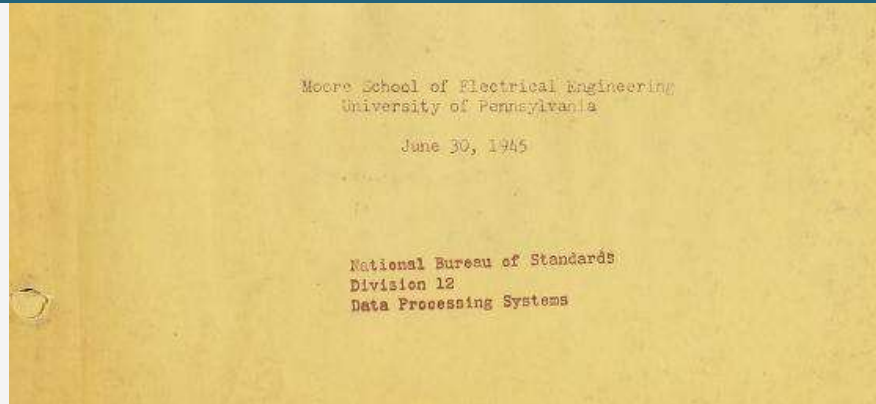 Moore School of Electrical Engineering
University of Pennsylvania
June 30, 1945
National Bureau of Standards
Division 12
Data Processing Systems